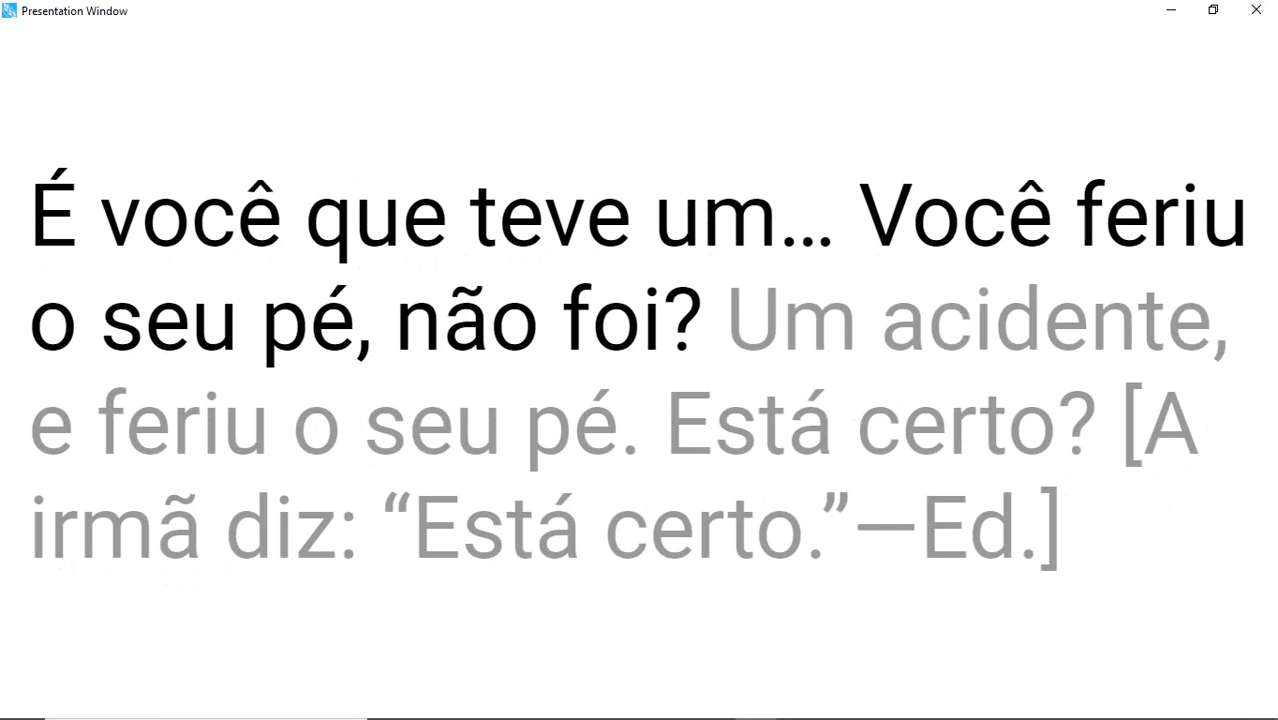 Presentation Window
É você que teve um... Você feriu
o seu pé, não foi? Um acidente,
e feriu o seu pé. Está certo? [A
irmã diz: “Está certo.”—Ed.]